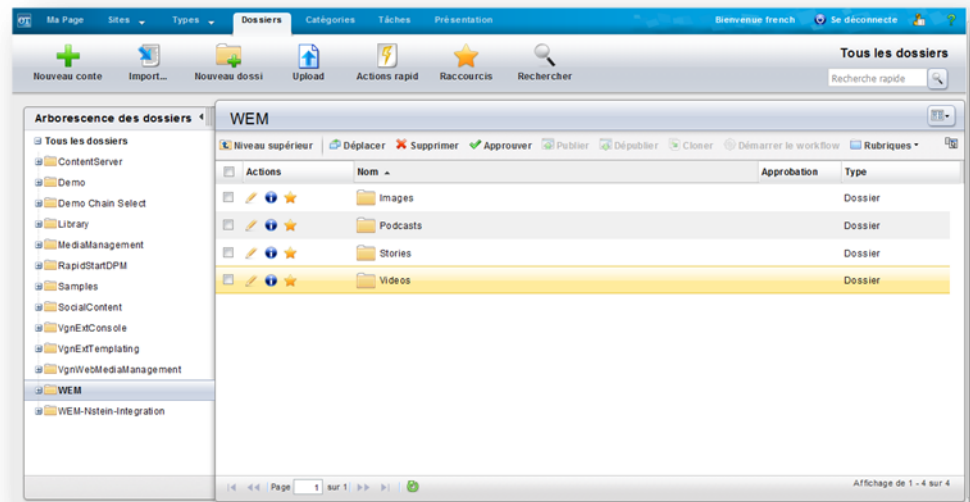 OT Ma Page Sites Types Dossiers Catégories Tâches Présentation Bienvenue french Se déconnecte ?
Nouveau conte Import... Nouveau dossi Upload Actions rapid Raccourcis Rechercher
Tous les dossiers
Recherche rapide
Arborescence des dossiers
WEM
Tous les dossiers
ContentServer
Demo
Demo Chain Select
Library
MediaManagement
RapidStartDPM
Samples
SocialContent
VgnExtConsole
VgnExtTemplating
VgnWebMediaManagement
WEM
WEM-Nstein-Integration
Niveau supérieur Déplacer Supprimer Approuver Publier Dépublier Cloner Démarrer le workflow Rubriques
Actions Nom Approbation Type
Images Dossier
Podcasts Dossier
Stories Dossier
Videos Dossier
Page 1 sur 1
Affichage de 1 - 4 sur 4